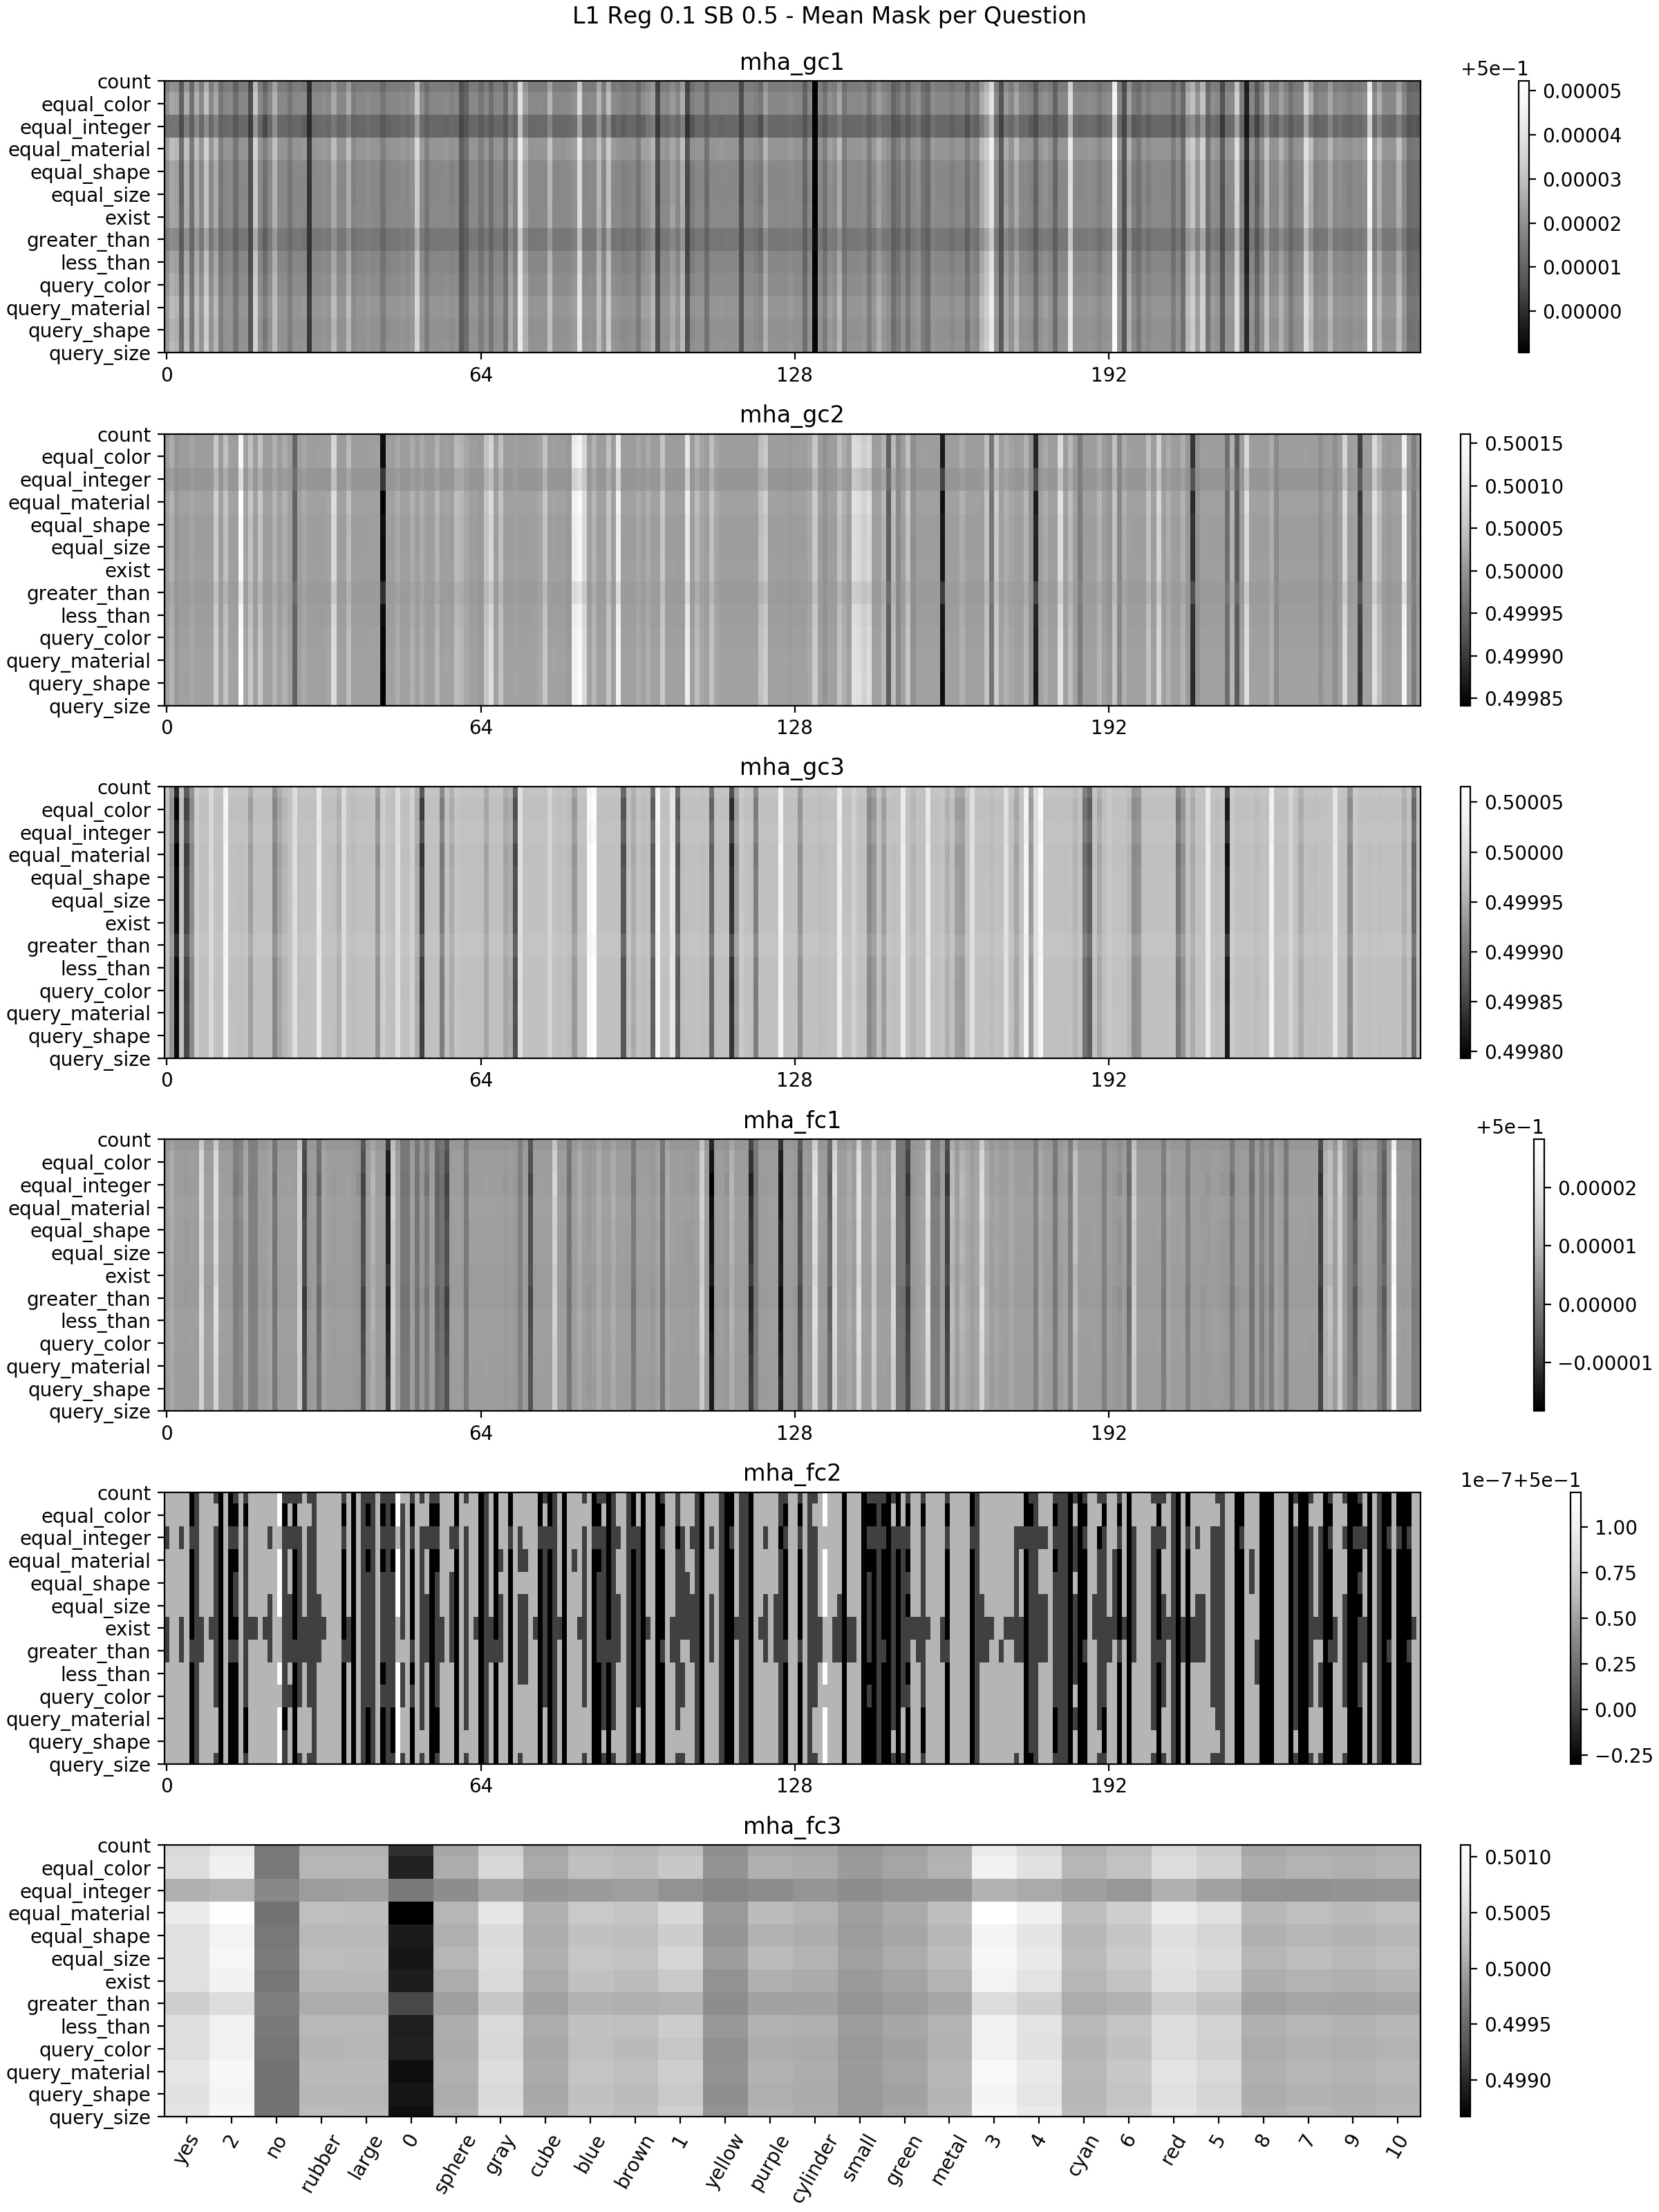 L1 Reg 0.1 SB 0.5 - Mean Mask per Question
mha_gc1
+5e−1
count
equal_color
equal_integer
equal_material
equal_shape
equal_size
exist
greater_than
less_than
query_color
query_material
query_shape
query_size
0 64 128 192
0.00005
0.00004
0.00003
0.00002
0.00001
0.00000
mha_gc2
count
equal_color
equal_integer
equal_material
equal_shape
equal_size
exist
greater_than
less_than
query_color
query_material
query_shape
query_size
0 64 128 192
0.50015
0.50010
0.50005
0.50000
0.49995
0.49990
0.49985
mha_gc3
count
equal_color
equal_integer
equal_material
equal_shape
equal_size
exist
greater_than
less_than
query_color
query_material
query_shape
query_size
0 64 128 192
0.50005
0.50000
0.49995
0.49990
0.49985
0.49980
mha_fc1
+5e−1
count
equal_color
equal_integer
equal_material
equal_shape
equal_size
exist
greater_than
less_than
query_color
query_material
query_shape
query_size
0 64 128 192
0.00002
0.00001
0.00000
−0.00001
mha_fc2
1e−7+5e−1
count
equal_color
equal_integer
equal_material
equal_shape
equal_size
exist
greater_than
less_than
query_color
query_material
query_shape
query_size
0 64 128 192
1.00
0.75
0.50
0.25
0.00
−0.25
mha_fc3
count
equal_color
equal_integer
equal_material
equal_shape
equal_size
exist
greater_than
less_than
query_color
query_material
query_shape
query_size
0.5010
0.5005
0.5000
0.4995
0.4990
yes 2 no rubber large 0 sphere gray cube blue brown 1 yellow purple cylinder small green metal 3 4 cyan 6 red 5 8 7 9 10